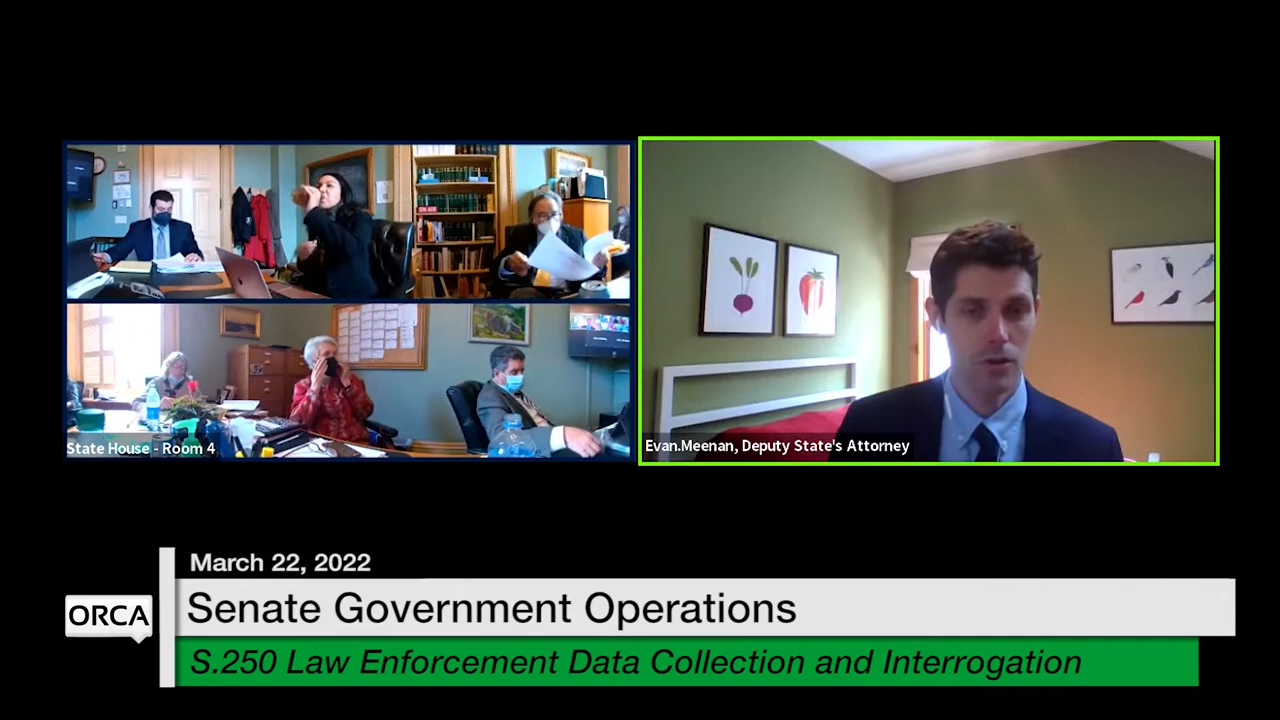 State House - Room 4
Evan.Meenan, Deputy State's Attorney
March 22, 2022
ORCA
Senate Government Operations
S.250 Law Enforcement Data Collection and Interrogation